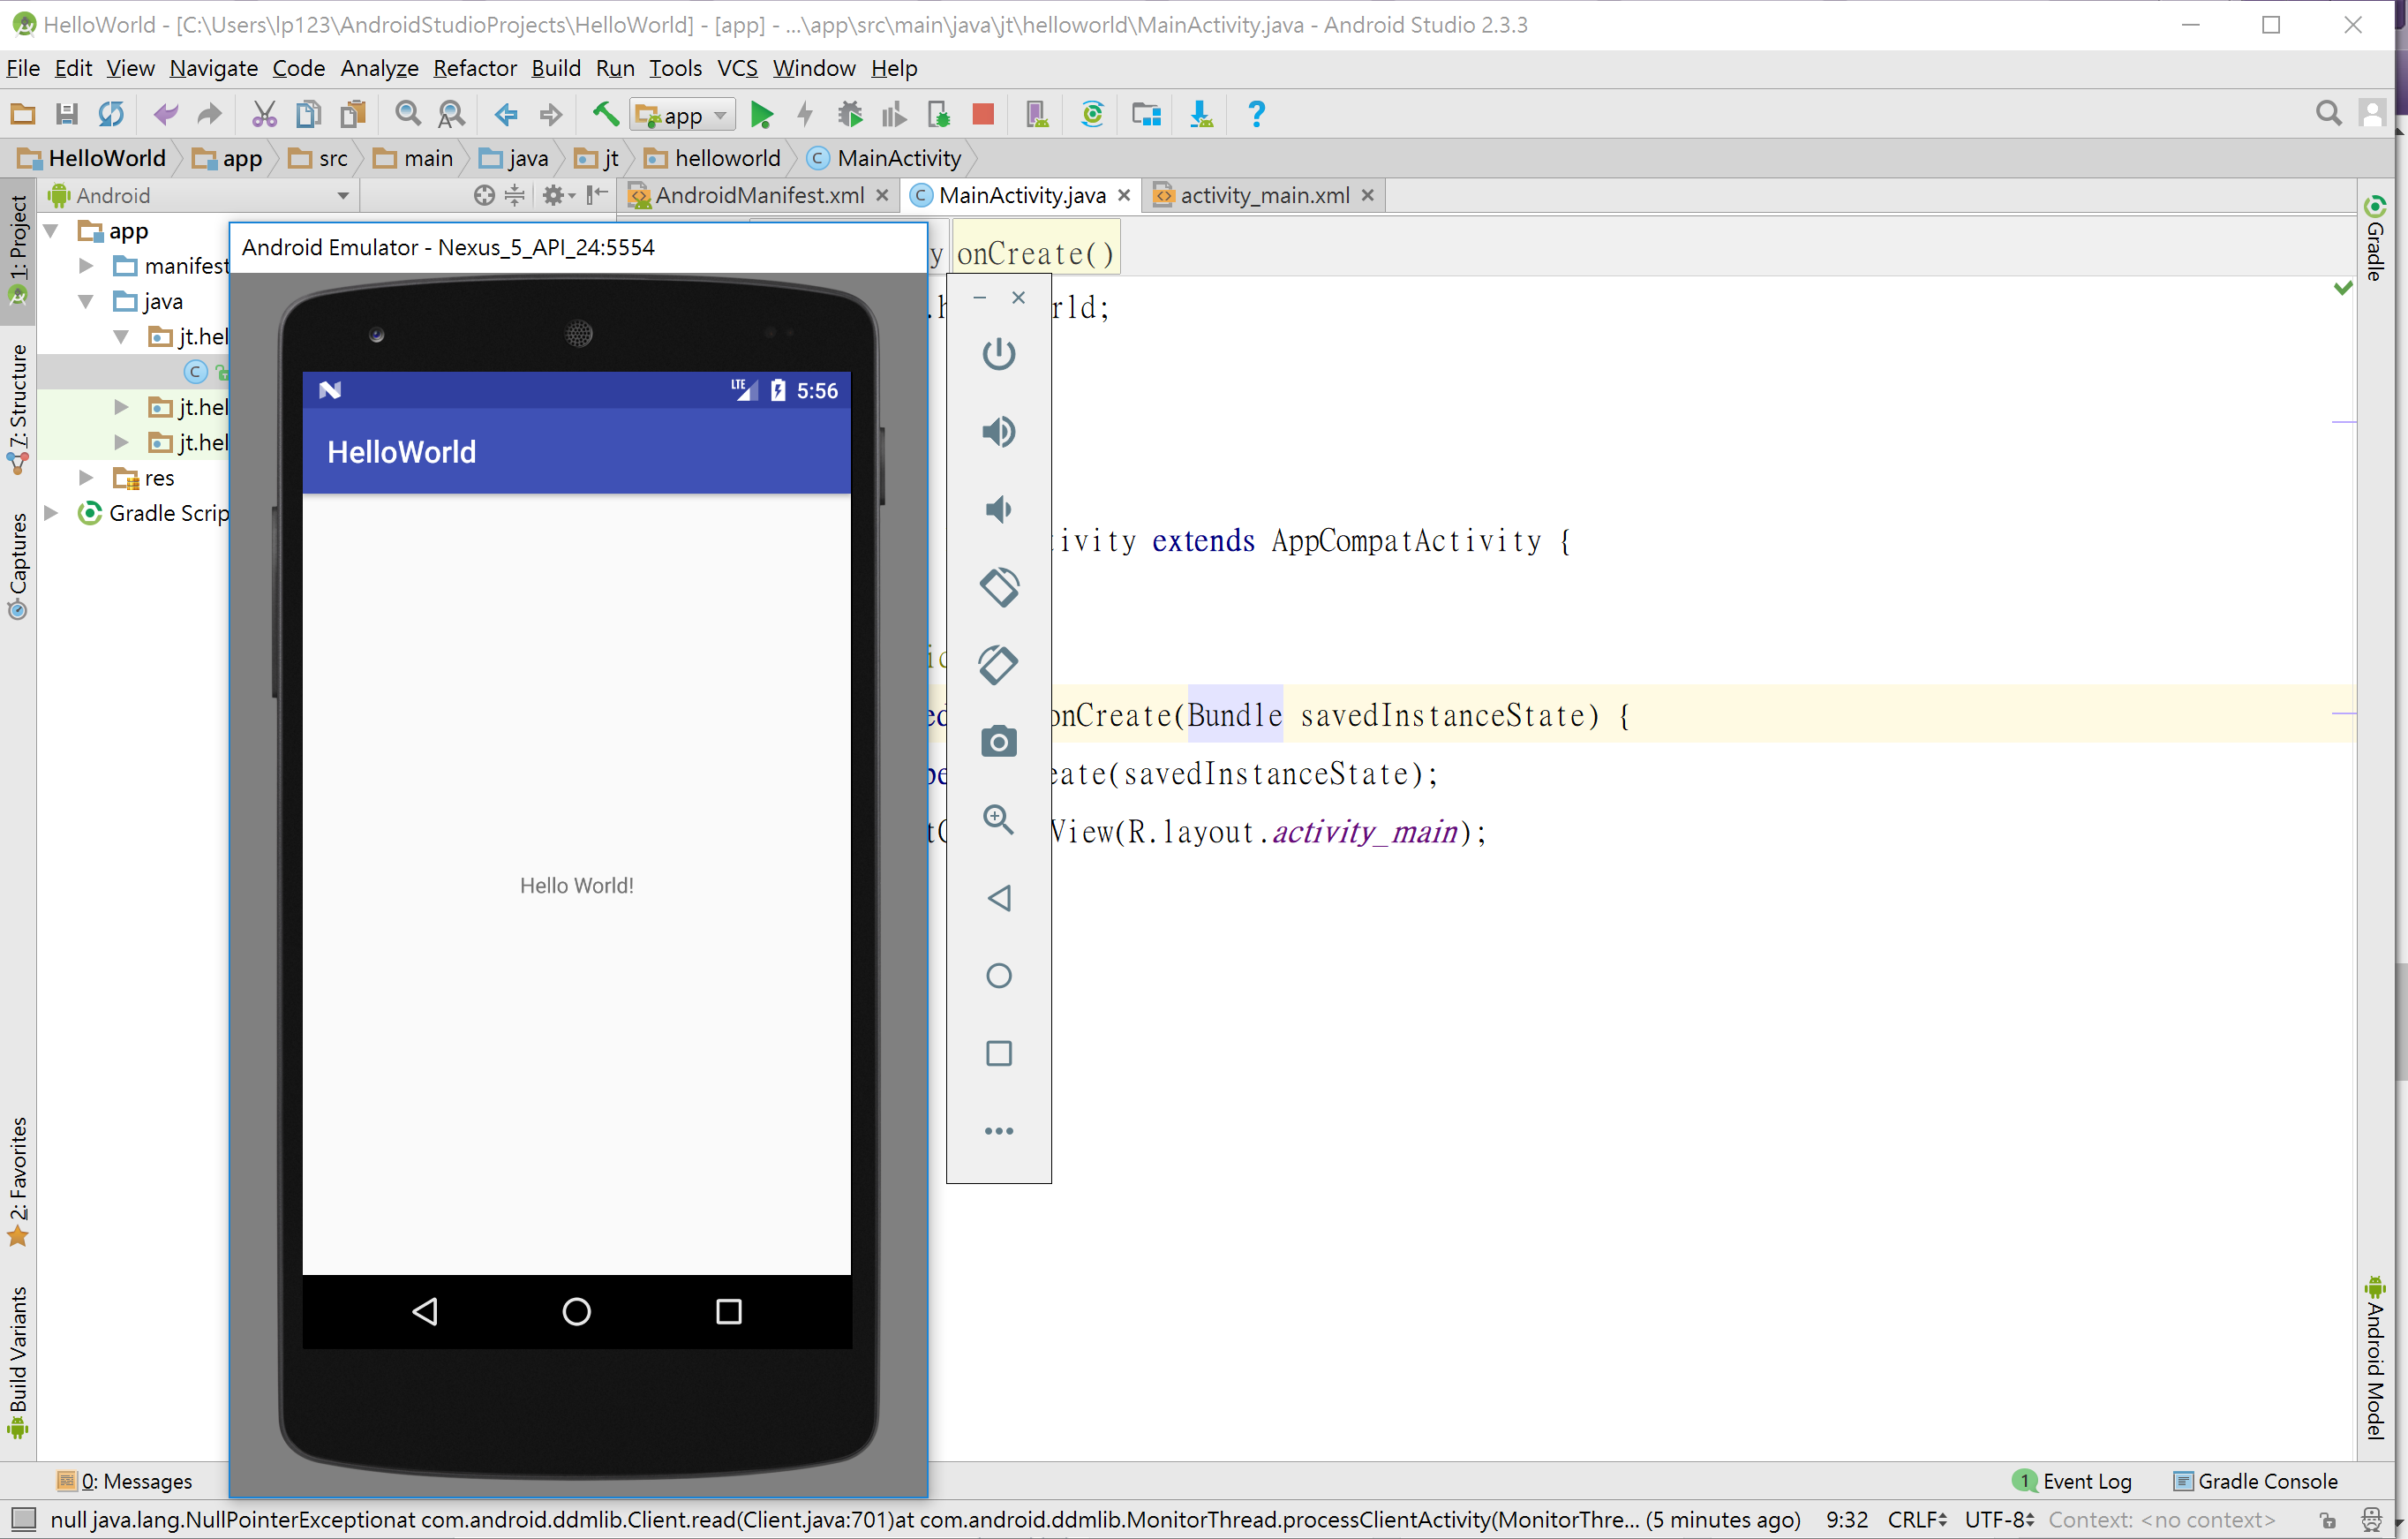 HelloWorld - [C:\Users\lp123\AndroidStudioProjects\HelloWorld] - [app] - ...\app\src\main\java\jt\helloworld\MainActivity.java - Android Studio 2.3.3
File Edit View Navigate Code Analyze Refactor Build Run Tools VCS Window Help
app
HelloWorld app src main java jt helloworld MainActivity
Android
AndroidManifest.xml MainActivity.java activity_main.xml
1: Project
7: Structure
Captures
2: Favorites
Build Variants
app
manifest
java
jt.hel
jt.hel
jt.hel
res
Gradle Scrip
Android Emulator - Nexus_5_API_24:5554
LTE 5:56
HelloWorld
Hello World!
y onCreate()
rld;
ivity extends AppCompatActivity {
onCreate(Bundle savedInstanceState) {
eate(savedInstanceState);
View(R.layout.activity_main);
Gradle
Android Model
0: Messages
1 Event Log Gradle Console
null java.lang.NullPointerExceptionat com.android.ddmlib.Client.read(Client.java:701)at com.android.ddmlib.MonitorThread.processClientActivity(MonitorThre... (5 minutes ago) 9:32 CRLF UTF-8 Context: <no context>